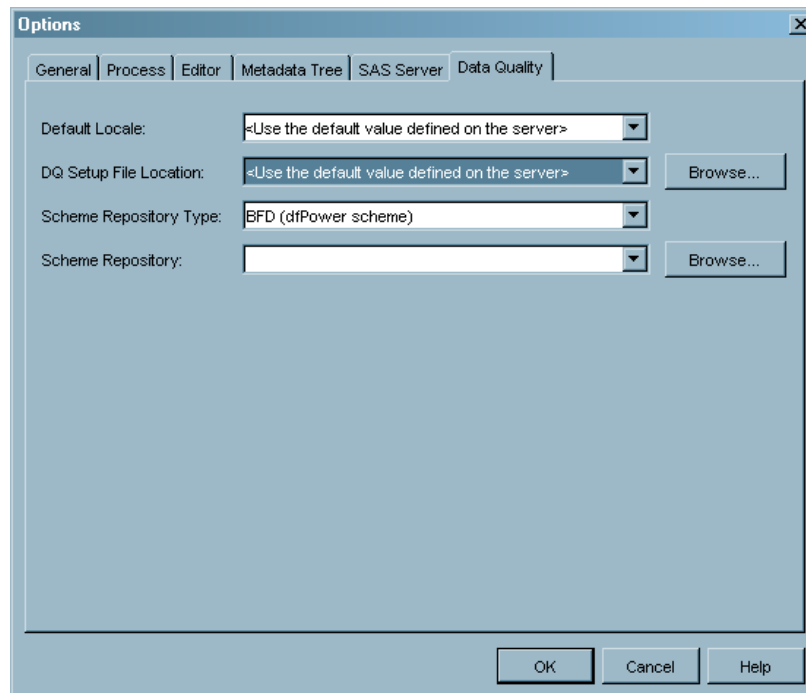 Options
General Process Editor Metadata Tree SAS Server Data Quality
Default Locale: <Use the default value defined on the server>
DQ Setup File Location: <Use the default value defined on the server> Browse...
Scheme Repository Type: BFD (dfPower scheme)
Scheme Repository: Browse...
OK Cancel Help